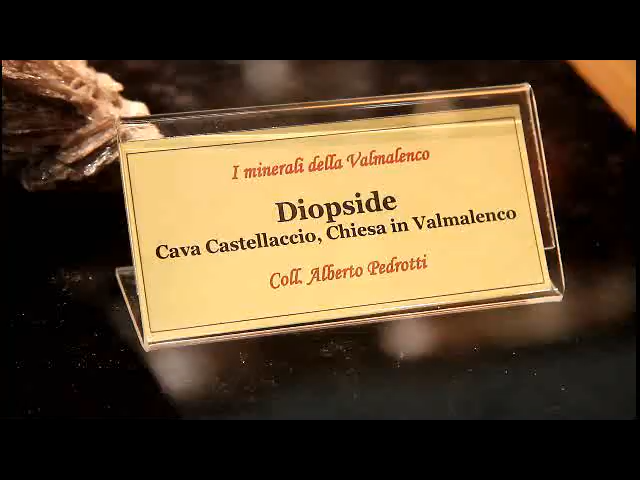 I minerali della Valmalenco
Diopside
Cava Castellaccio, Chiesa in Valmalenco
Coll. Alberto Pedrotti